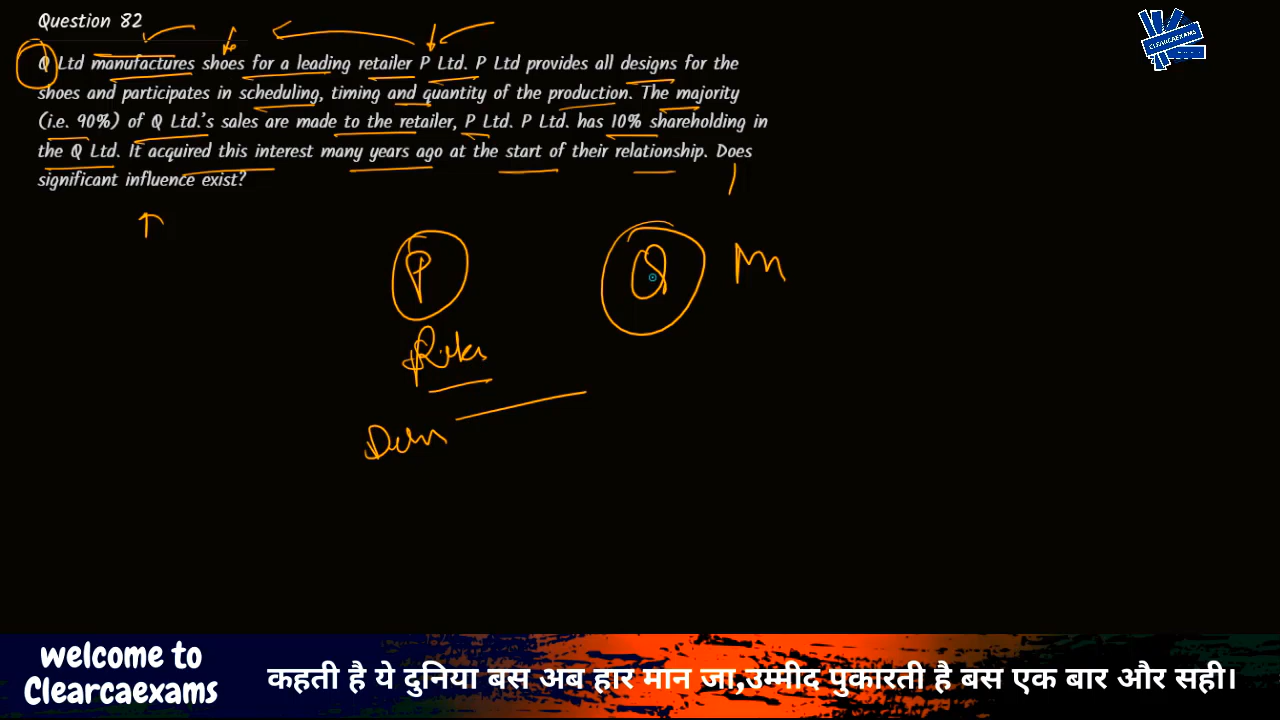 Question 82
Q Ltd manufactures shoes for a leading retailer P Ltd. P Ltd provides all designs for the
shoes and participates in scheduling, timing and quantity of the production. The majority
(i.e. 90%) of Q Ltd.'s sales are made to the retailer, P Ltd. P Ltd. has 10% shareholding in
the Q Ltd. It acquired this interest many years ago at the start of their relationship. Does
significant influence exist?
P
Q
CLEARCAEXAMS
welcome to
Clearcaexams
कहती है ये दुनिया बस अब हार मान जा,उम्मीद पुकारती है बस एक बार और सही।